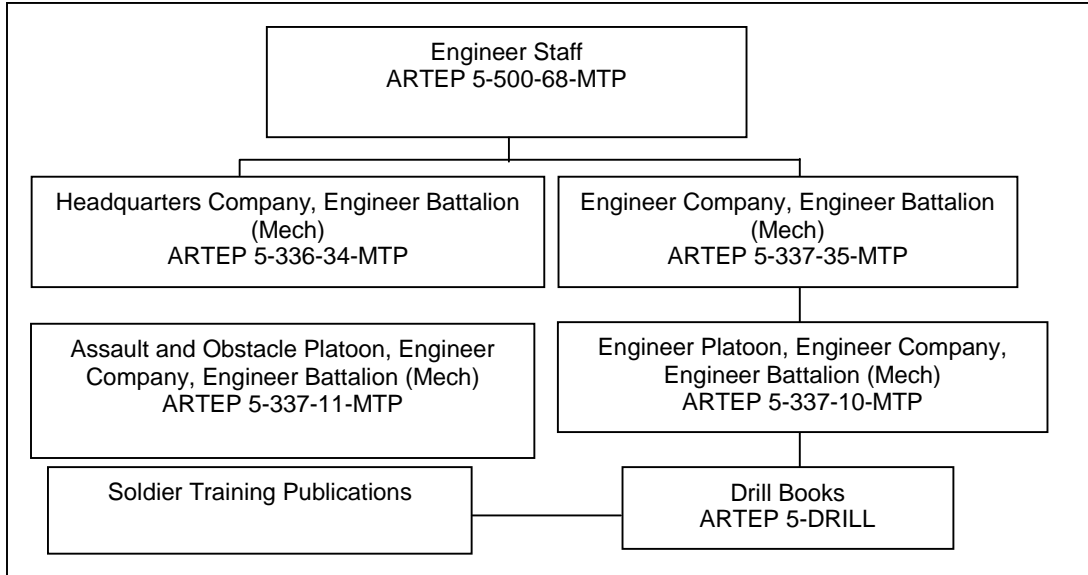 Engineer Staff
ARTEP 5-500-68-MTP
Headquarters Company, Engineer Battalion
(Mech)
ARTEP 5-336-34-MTP
Engineer Company, Engineer Battalion
(Mech)
ARTEP 5-337-35-MTP
Assault and Obstacle Platoon, Engineer
Company, Engineer Battalion (Mech)
ARTEP 5-337-11-MTP
Engineer Platoon, Engineer Company,
Engineer Battalion (Mech)
ARTEP 5-337-10-MTP
Soldier Training Publications
Drill Books
ARTEP 5-DRILL